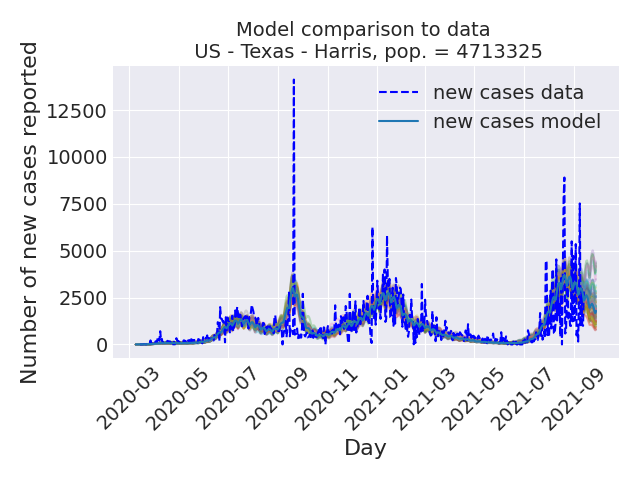 Model comparison to data
US - Texas - Harris, pop. = 4713325
new cases data
new cases model
Number of new cases reported
12500
10000
7500
5000
2500
0
2020-03
2020-05
2020-07
2020-09
2020-11
2021-01
2021-03
2021-05
2021-07
2021-09
Day